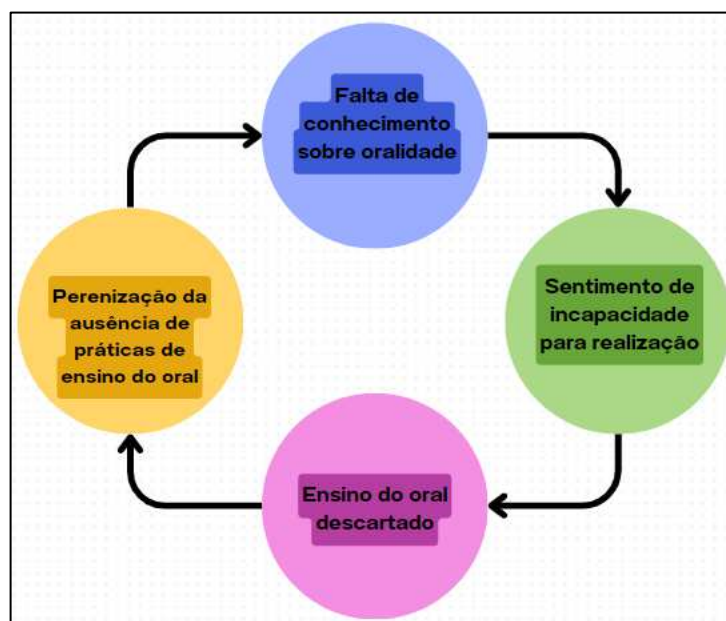 Falta de
conhecimento
sobre oralidade
Sentimento de
incapacidade
para realização
Ensino do oral
descartado
Perenização da
ausência de
práticas de
ensino do oral